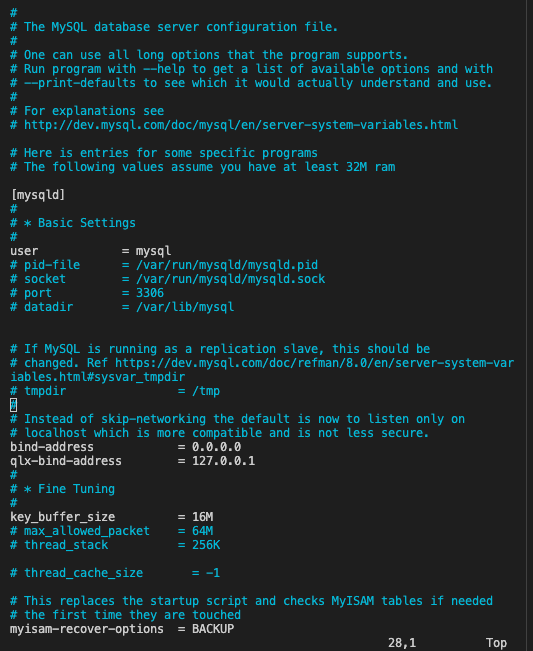 #
# The MySQL database server configuration file.
#
# One can use all long options that the program supports.
# Run program with --help to get a list of available options and with
# --print-defaults to see which it would actually understand and use.
#
# For explanations see
# http://dev.mysql.com/doc/mysql/en/server-system-variables.html
# Here is entries for some specific programs
# The following values assume you have at least 32M ram
[mysqld]
#
# * Basic Settings
#
user            = mysql
# pid-file      = /var/run/mysqld/mysqld.pid
# socket        = /var/run/mysqld/mysqld.sock
# port          = 3306
# datadir       = /var/lib/mysql
# If MySQL is running as a replication slave, this should be
# changed. Ref https://dev.mysql.com/doc/refman/8.0/en/server-system-var
iables.html#sysvar_tmpdir
# tmpdir                = /tmp
#
# Instead of skip-networking the default is now to listen only on
# localhost which is more compatible and is not less secure.
bind-address            = 0.0.0.0
qlx-bind-address        = 127.0.0.1
#
# * Fine Tuning
#
key_buffer_size         = 16M
# max_allowed_packet    = 64M
# thread_stack          = 256K
# thread_cache_size       = -1
# This replaces the startup script and checks MyISAM tables if needed
# the first time they are touched
myisam-recover-options  = BACKUP
28,1          Top